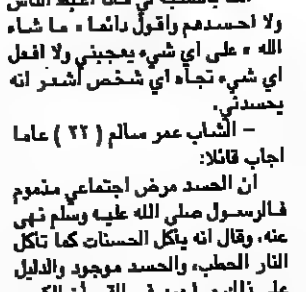 ولا احسدهم واقول دائما « ما شاء
الله » على اي شيء يعجبني ولا افعل
اي شيء تجاه اي شخص أشعر انه
يحسدني.
– الشاب عمر سالم ( ٢٢ ) عاما
اجاب قائلا:
ان الحسد مرض اجتماعي مذموم
فالرسول صلي الله عليه وسلم نهى
عنه، وقال انه يأكل الحسنات كما تأكل
النار الحطب، والحسد موجود والدليل